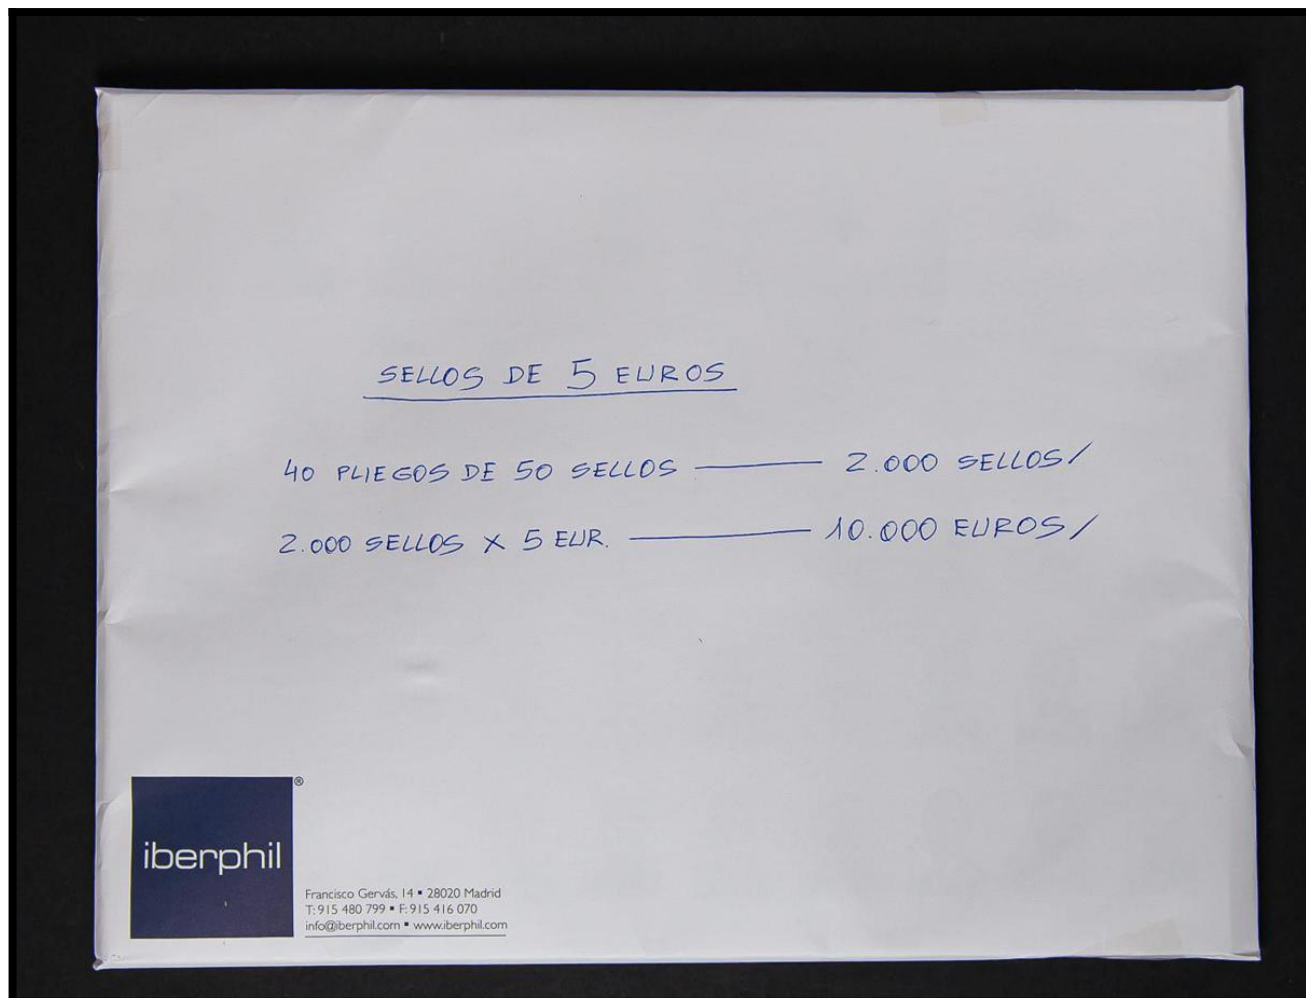 SELLOS DE 5 EUROS
40 PLIEGOS DE 50 SELLOS —— 2.000 SELLOS/
2.000 SELLOS X 5 EUR. —— 10.000 EUROS/
iberphil®
Francisco Gervás, 14 ▪ 28020 Madrid
T: 915 480 799 ▪ F: 915 416 070
info@iberphil.com ▪ www.iberphil.com